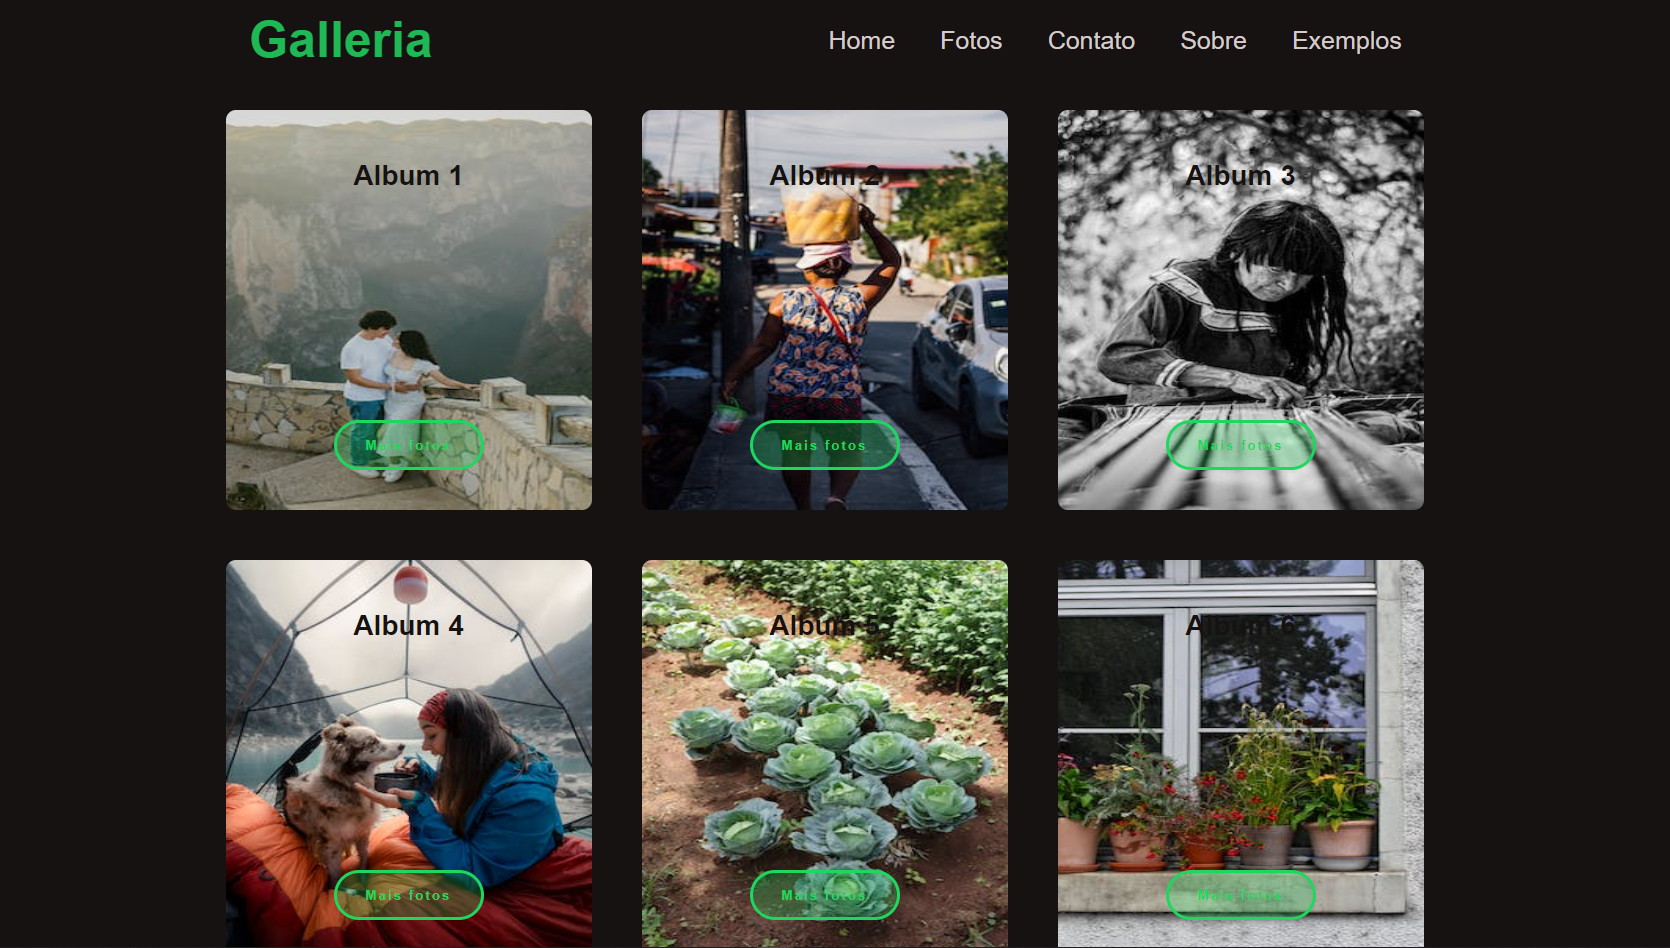 Galleria
Home Fotos Contato Sobre Exemplos
Album 1
Album 2
Album 3
Mais fotos
Mais fotos
Mais fotos
Album 4
Album 5
Album 6
Mais fotos
Mais fotos
Mais fotos